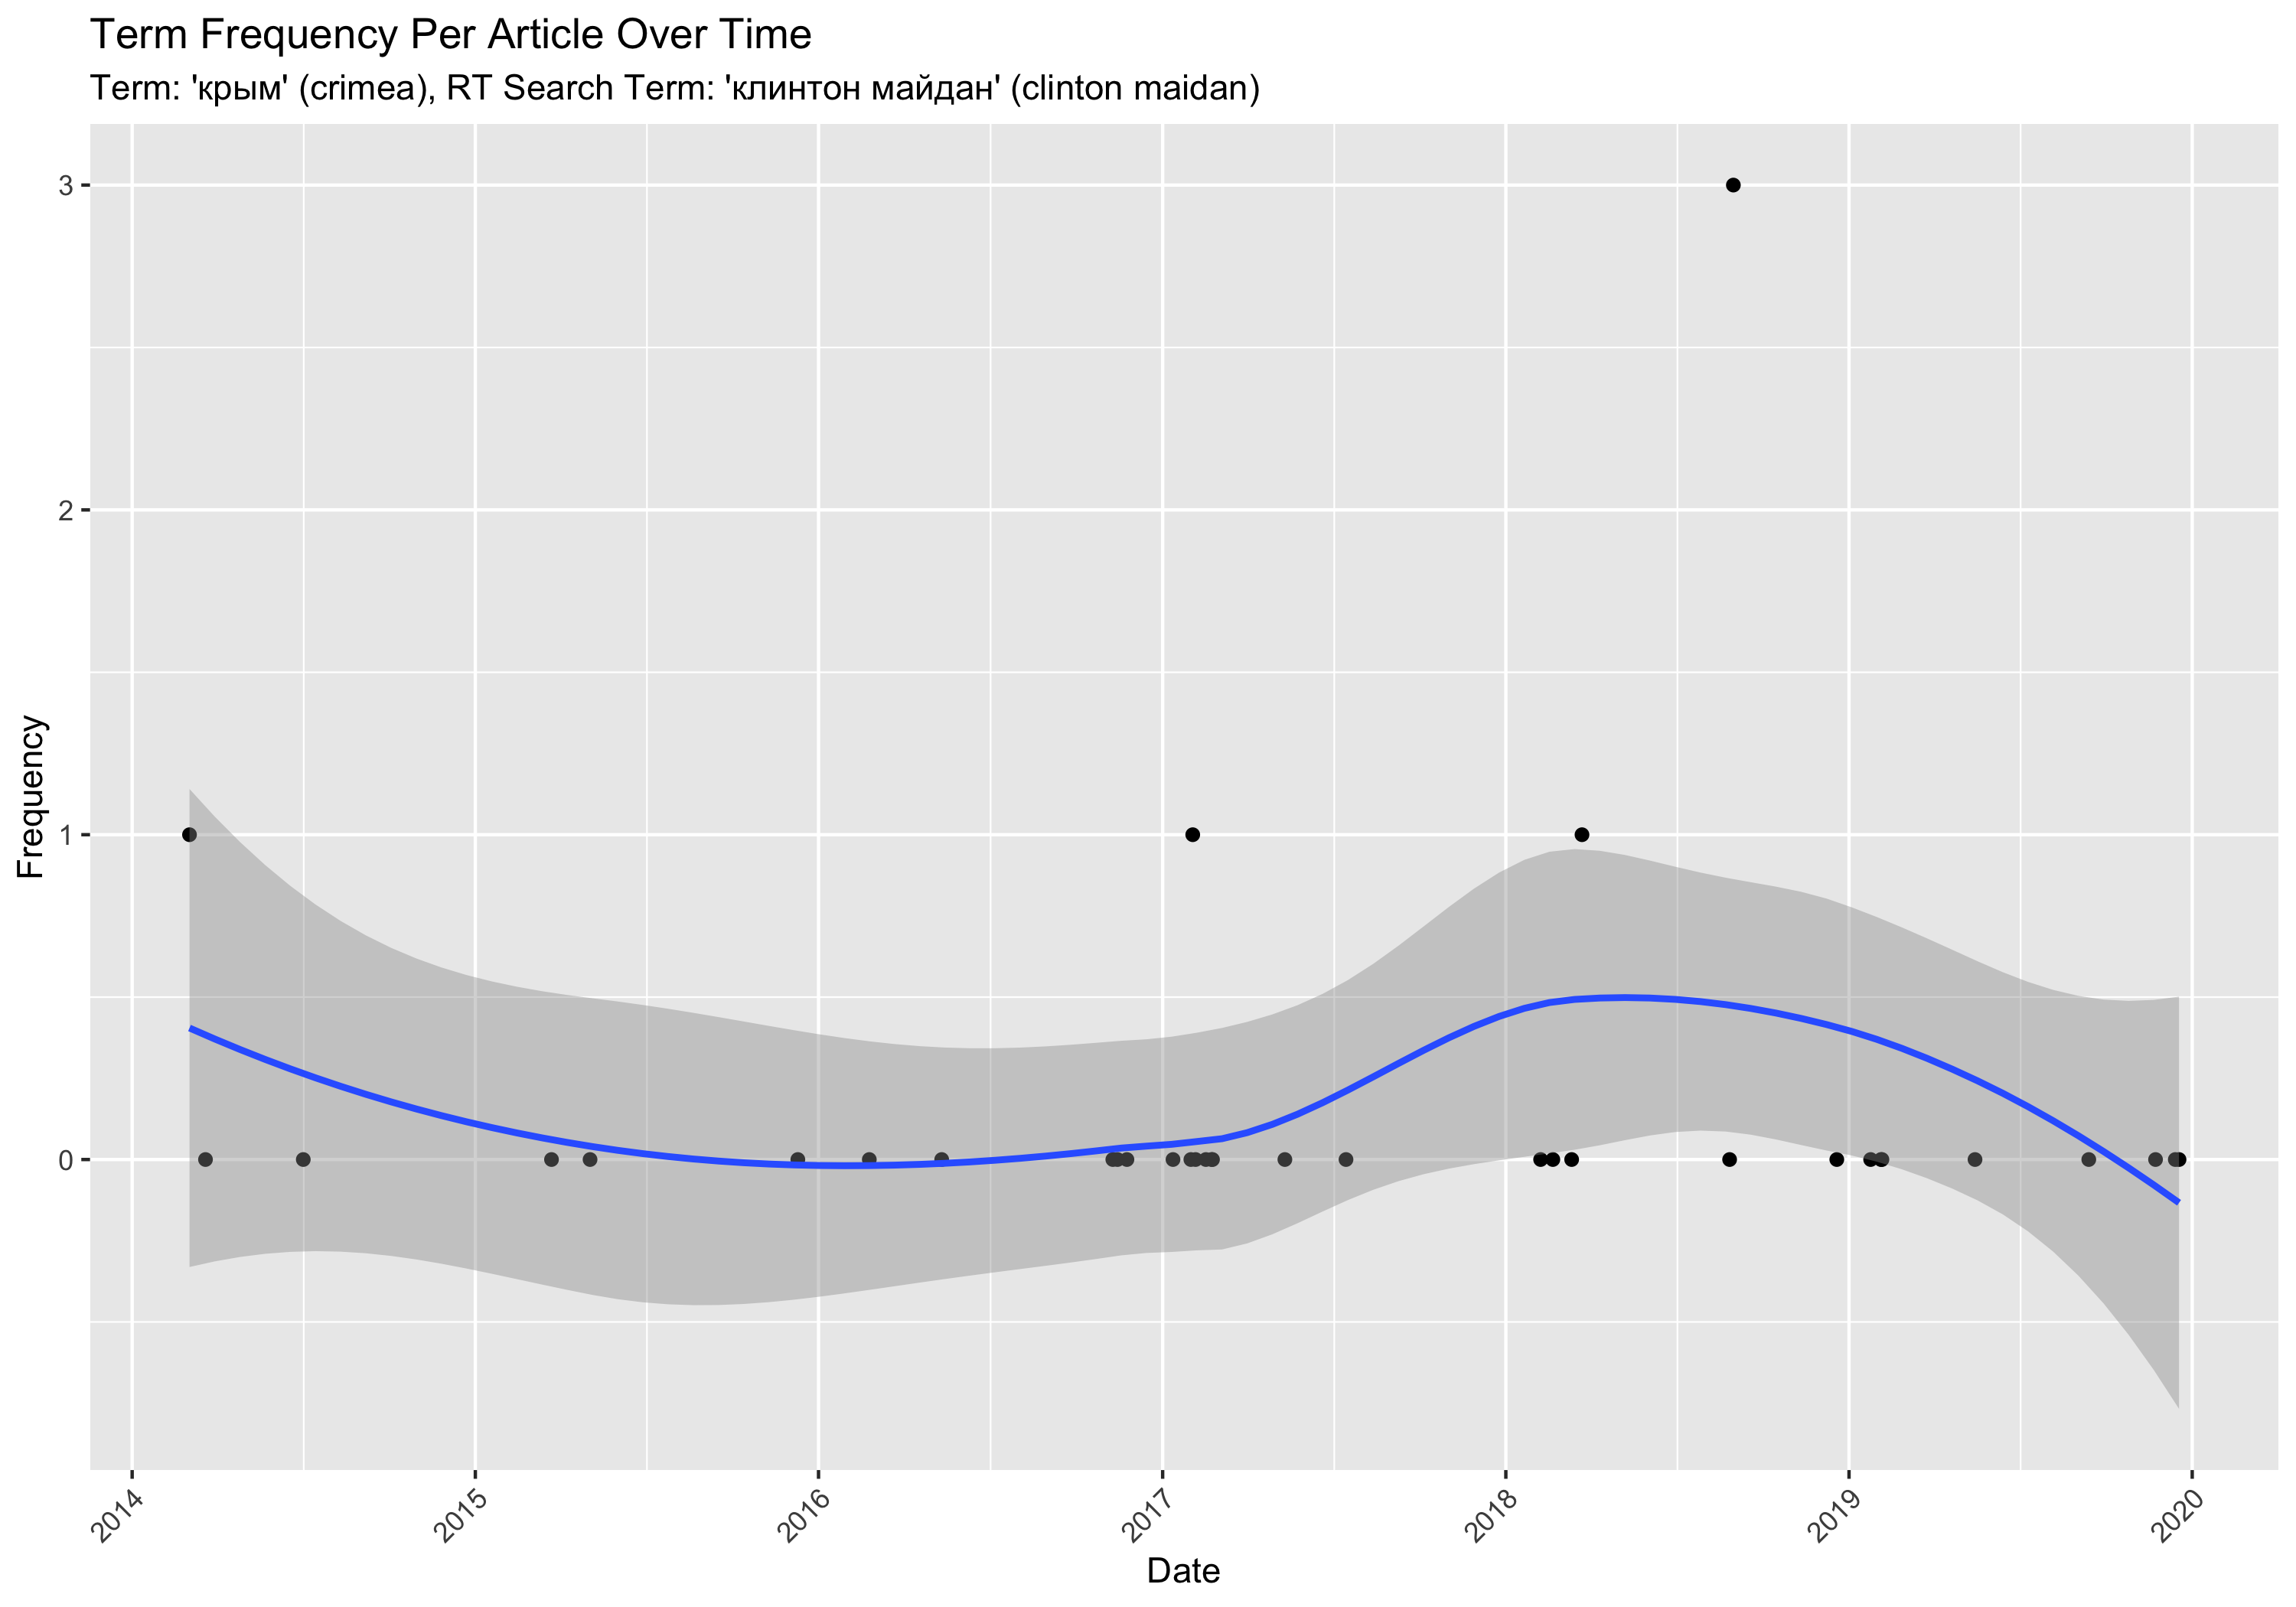 Term Frequency Per Article Over Time
Term: 'крым' (crimea), RT Search Term: 'клинтон майдан' (clinton maidan)
3
2
1
0
Frequency
2014
2015
2016
2017
2018
2019
2020
Date